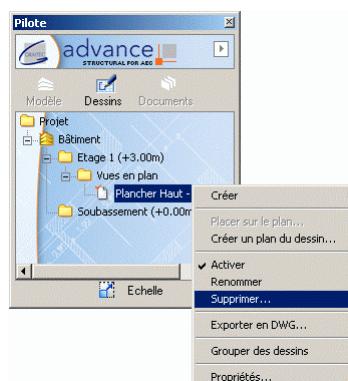 Pilote
GRAITEC
advance
STRUCTURAL FOR AEC
Modèle Dessins Documents
Projet
Bâtiment
Etage 1 (+3.00m)
Vues en plan
Plancher Haut -
Soubassement (+0.00m
Echelle
Créer
Placer sur le plan...
Créer un plan du dessin...
Activer
Renommer
Supprimer...
Exporter en DWG...
Grouper des dessins
Propriétés...